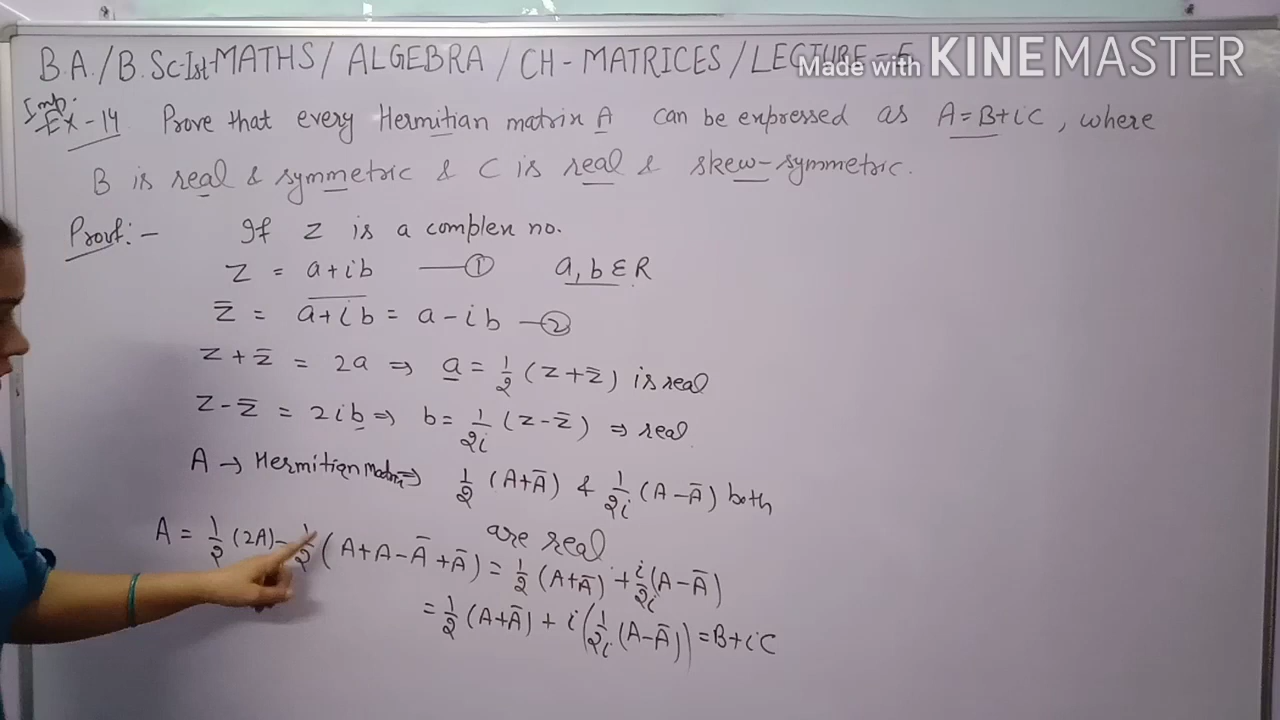 B.A./B.Sc-Ist MATHS/ ALGEBRA / CH - MATRICES / LECTURE - 5
Made with KINEMASTER
Imp.
Ex-14 Prove that every Hermitian matrix A can be expressed as A=B+iC, where
B is real & symmetric & C is real & skew-symmetric.
Proof:- If Z is a complex no.
Z = a+ib —① a,b ∈ R
z̄ = \overline{a+ib} = a-ib —②
Z+z̄ = 2a ⇒ a = 1/2 (z+z̄) is real
Z-z̄ = 2ib ⇒ b = 1/2i (z-z̄) ⇒ real
A → Hermitian Matrix ⇒ 1/2 (A+Ā) & 1/2i (A-Ā) both
are real
A = 1/2 (2A) = 1/2 (A+A-Ā+Ā) = 1/2 (A+Ā) + i/2i (A-Ā)
= 1/2 (A+Ā) + i(1/2i (A-Ā)) = B+iC